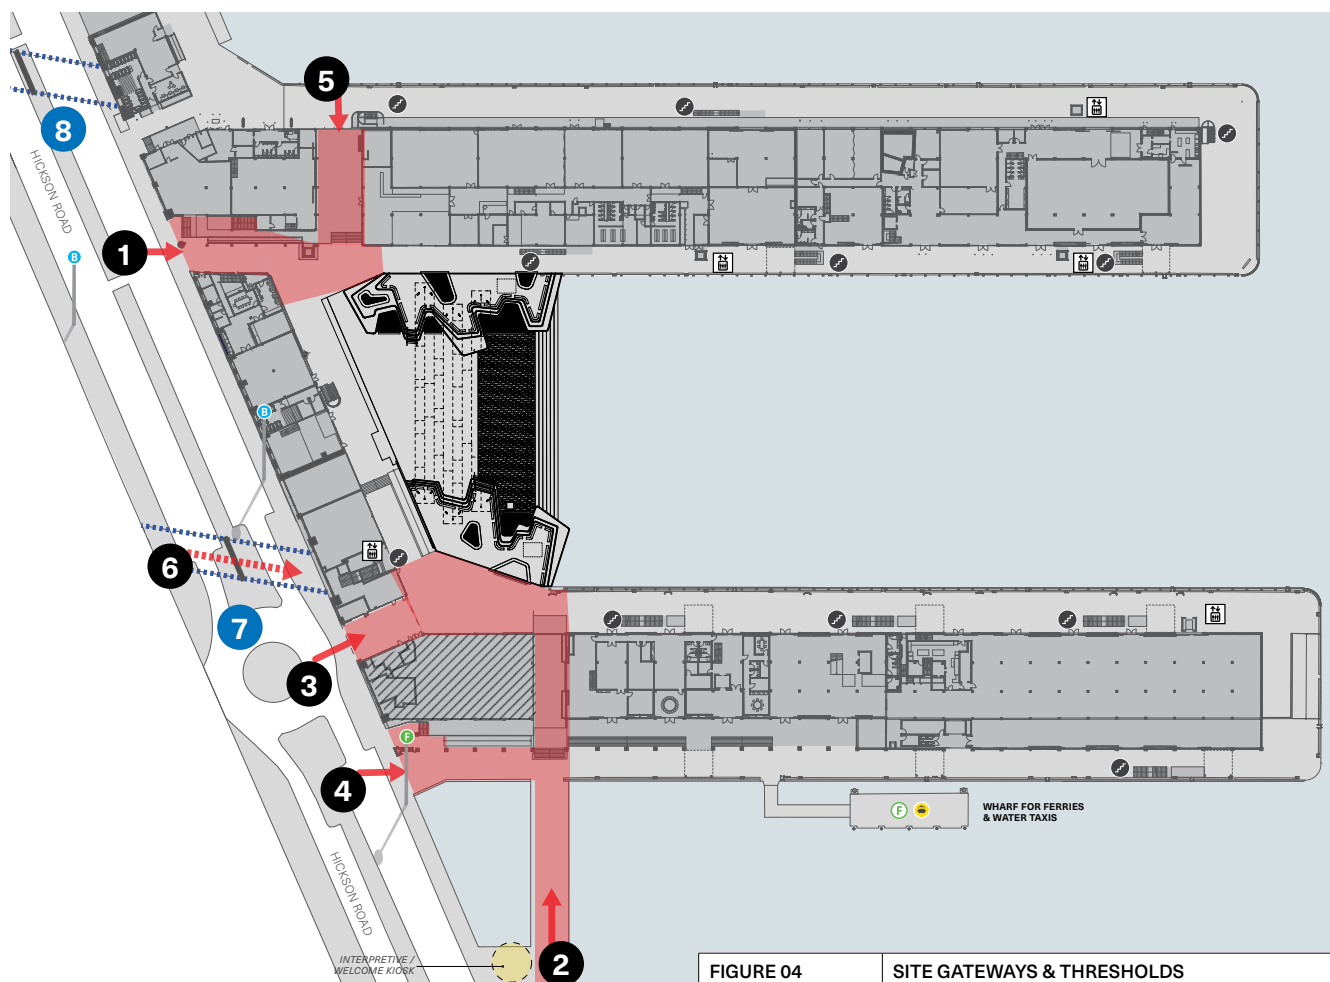 5
8
HICKSON ROAD
1
B
B
6
7
3
F
4
F
WHARF FOR FERRIES
& WATER TAXIS
HICKSON ROAD
INTERPRETIVE /
WELCOME KIOSK
2
FIGURE 04
SITE GATEWAYS & THRESHOLDS